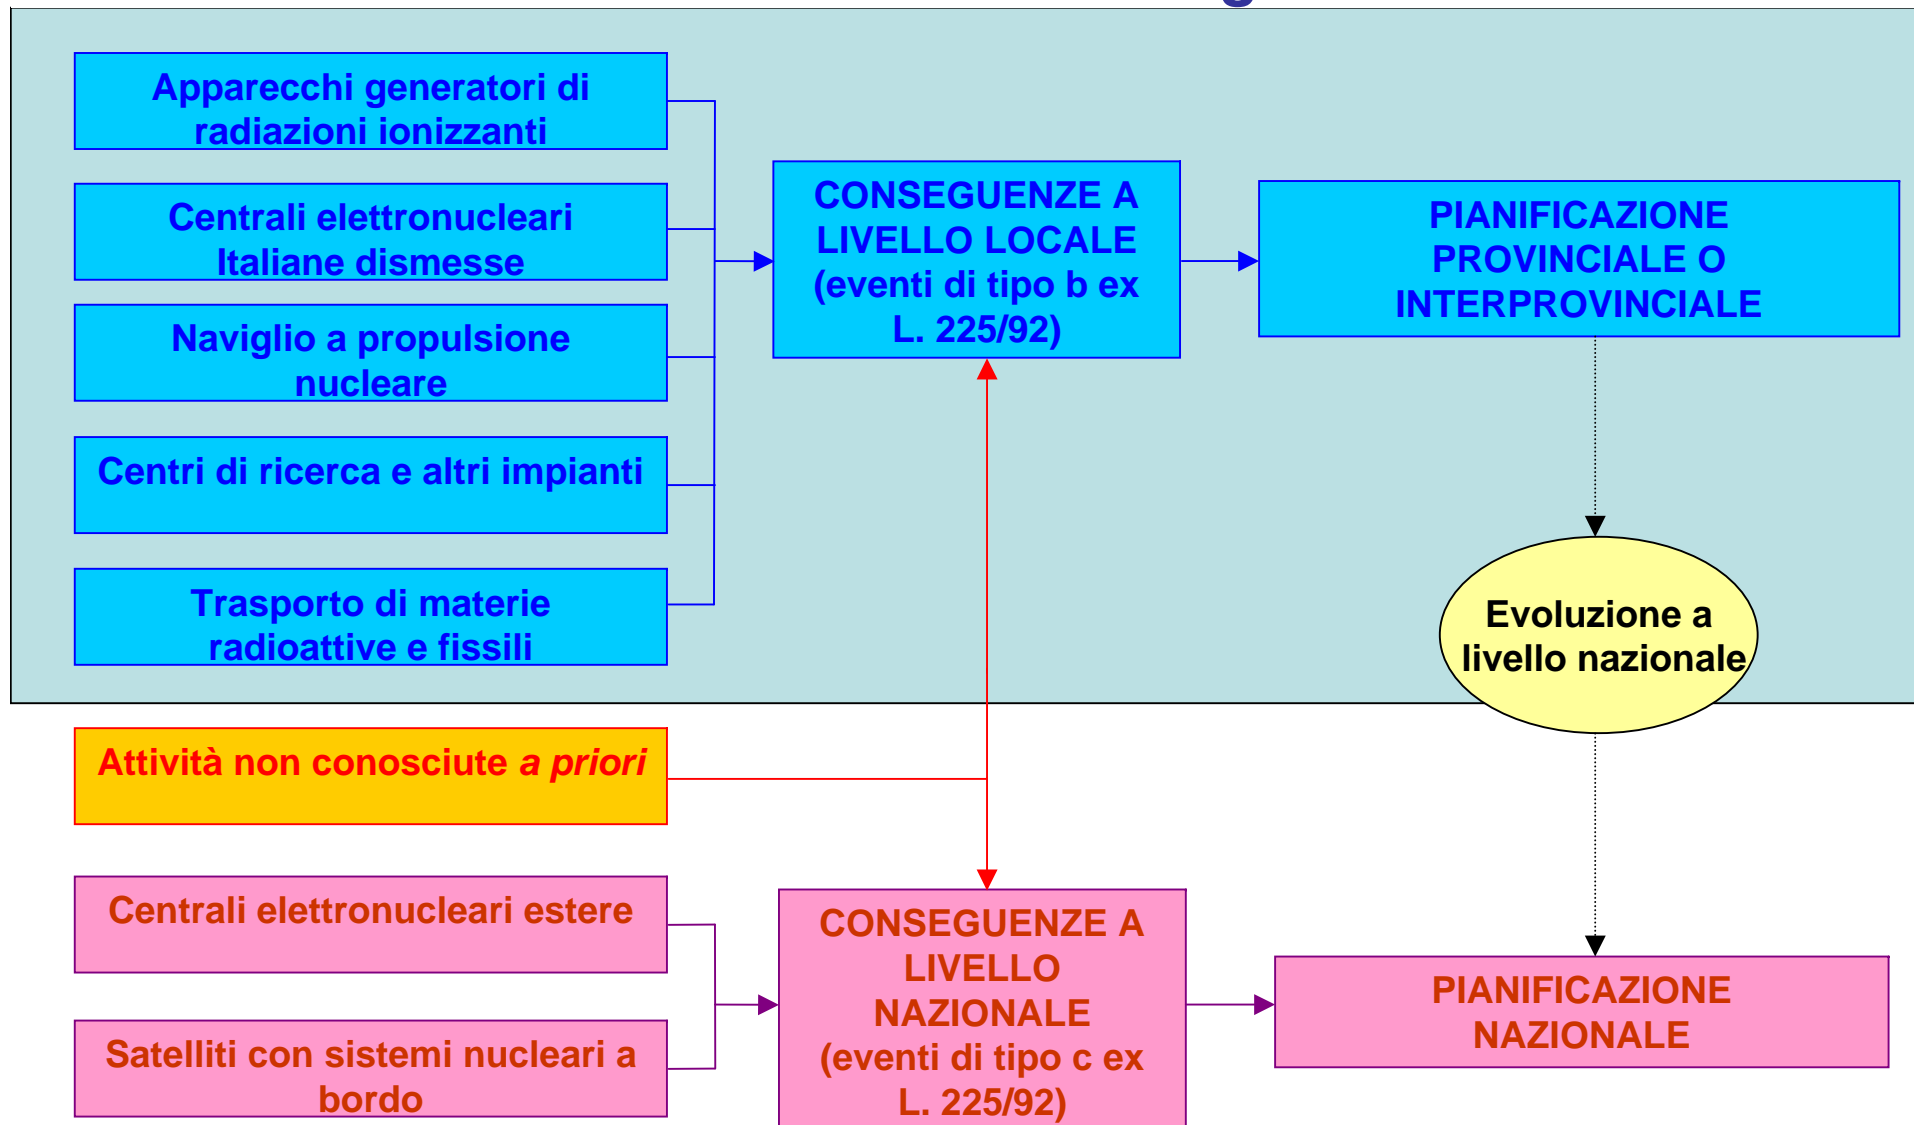 Apparecchi generatori di
radiazioni ionizzanti
Centrali elettronucleari
Italiane dismesse
Naviglio a propulsione
nucleare
Centri di ricerca e altri impianti
Trasporto di materie
radioattive e fissili
CONSEGUENZE A
LIVELLO LOCALE
(eventi di tipo b ex
L. 225/92)
PIANIFICAZIONE
PROVINCIALE O
INTERPROVINCIALE
Evoluzione a
livello nazionale
Attività non conosciute a priori
Centrali elettronucleari estere
Satelliti con sistemi nucleari a
bordo
CONSEGUENZE A
LIVELLO
NAZIONALE
(eventi di tipo c ex
L. 225/92)
PIANIFICAZIONE
NAZIONALE